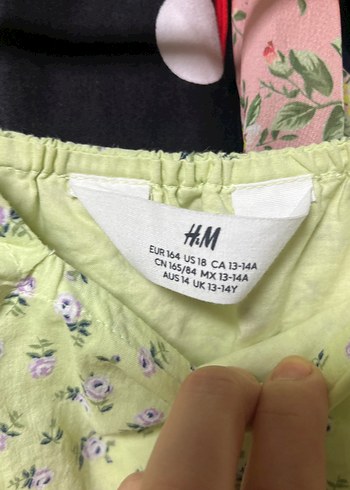 H&M
EUR 164 US 18 CA 13-14A
CN 165/84 MX 13-14A
AUS 14 UK 13-14Y